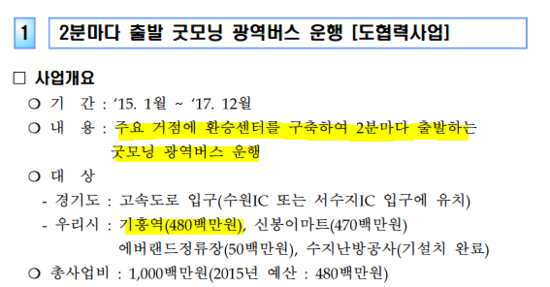 1 2분마다 출발 굿모닝 광역버스 운행 [도협력사업]
□ 사업개요
○ 기 간 : ‘15. 1월 ~ ‘17. 12월
○ 내 용 : 주요 거점에 환승센터를 구축하여 2분마다 출발하는
굿모닝 광역버스 운행
○ 대 상
- 경기도 : 고속도로 입구(수원IC 또는 서수지IC 입구에 유치)
- 우리시 : 기흥역(480백만원), 신봉이마트(470백만원)
에버랜드정류장(50백만원), 수지난방공사(기설치 완료)
○ 총사업비 : 1,000백만원(2015년 예산 : 480백만원)